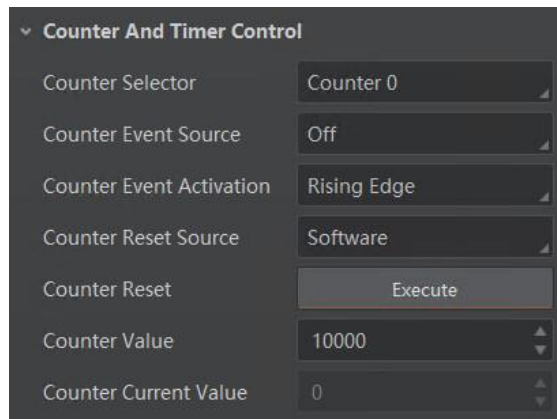 Counter And Timer Control
Counter Selector Counter 0
Counter Event Source Off
Counter Event Activation Rising Edge
Counter Reset Source Software
Counter Reset Execute
Counter Value 10000
Counter Current Value 0